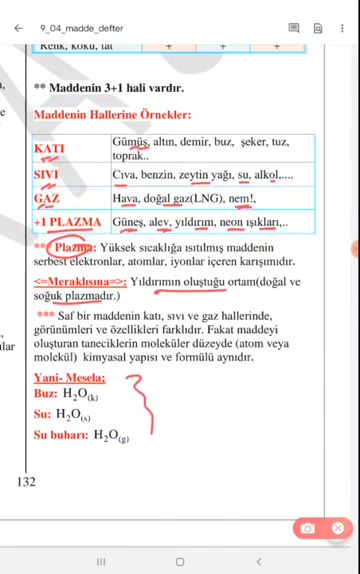 9_04_madde_defter
Renk, koku, tat + + +
** Maddenin 3+1 hali vardır.
Maddenin Hallerine Örnekler:
KATI Gümüş, altın, demir, buz, şeker, tuz,
toprak..
SIVI Cıva, benzin, zeytin yağı, su, alkol,....
GAZ Hava, doğal gaz(LNG), nem!,
+1 PLAZMA Güneş, alev, yıldırım, neon ışıkları,..
*** Plazma: Yüksek sıcaklığa ısıtılmış maddenin
serbest elektronlar, atomlar, iyonlar içeren karışımıdır.
<=Meraklısına=>; Yıldırımın oluştuğu ortam(doğal ve
soğuk plazmadır.)
*** Saf bir maddenin katı, sıvı ve gaz hallerinde,
görünümleri ve özellikleri farklıdır. Fakat maddeyi
oluşturan taneciklerin moleküler düzeyde (atom veya
molekül) kimyasal yapısı ve formülü aynıdır.
Yani- Mesela;
Buz: H₂O(k)
Su: H₂O(s)
Su buharı: H₂O(g)
132